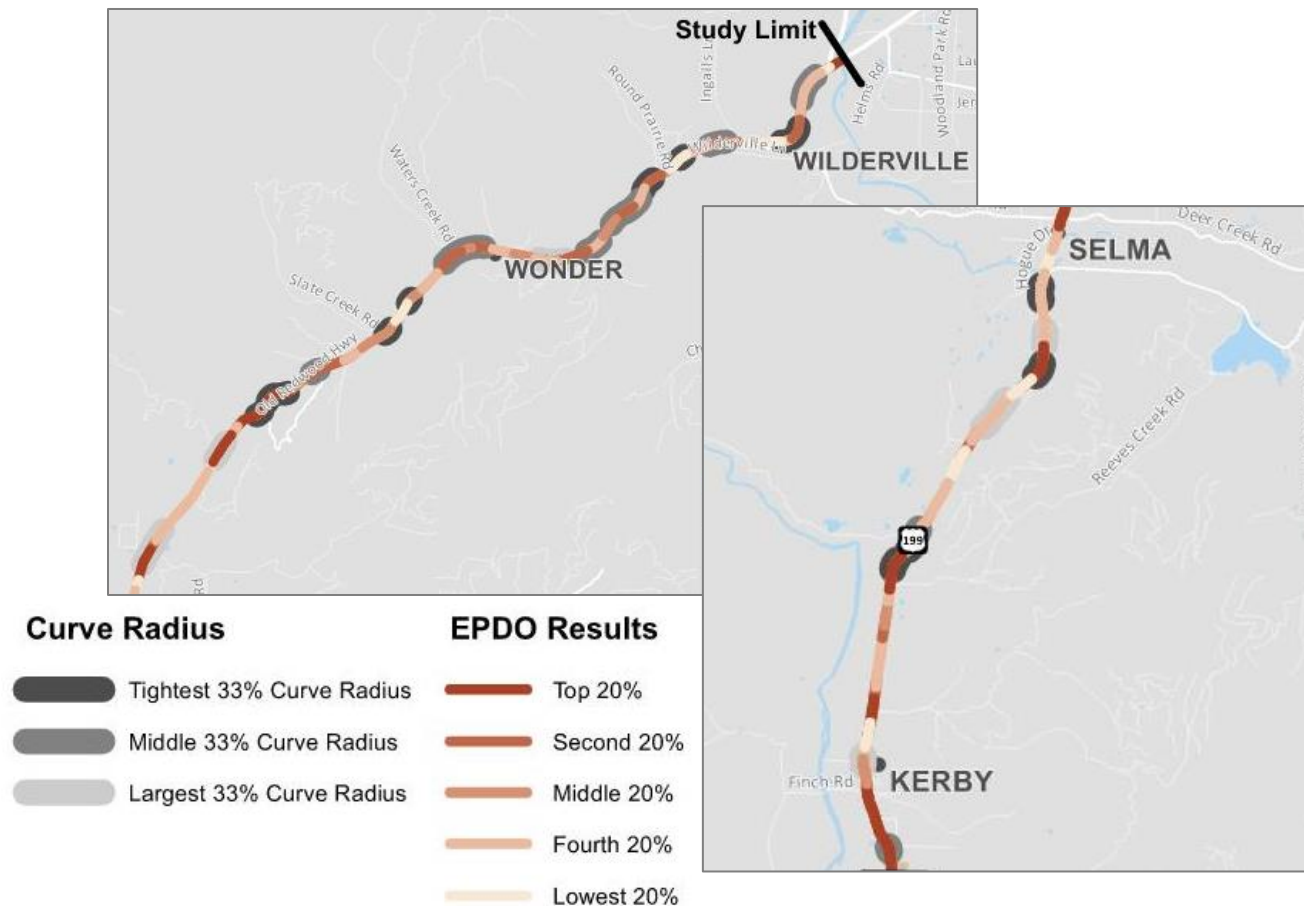 Study Limit
Ingalls Ln
Round Prairie Rd
Helms Rd
Woodland Park Rd
Lau
Jer
Wilderville Ln
WILDERVILLE
Waters Creek Rd
WONDER
Slate Creek Rd
Old Redwood Hwy
Ch
Rd
Deer Creek Rd
Hogue Dr
SELMA
Reeves Creek Rd
199
Finch Rd
KERBY
Curve Radius
Tightest 33% Curve Radius
Middle 33% Curve Radius
Largest 33% Curve Radius
EPDO Results
Top 20%
Second 20%
Middle 20%
Fourth 20%
Lowest 20%